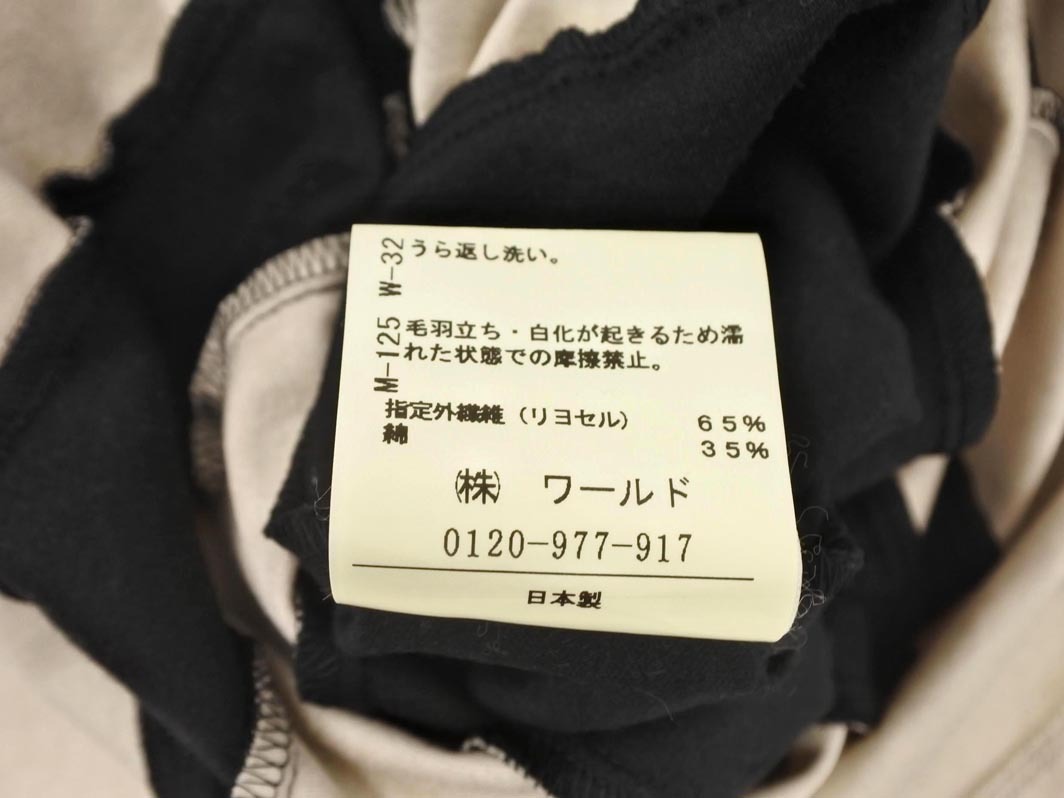 W-32
うら返し洗い。
M-125
毛羽立ち・白化が起きるため濡
れた状態での摩擦禁止。
指定外繊維（リヨセル） 65%
綿 35%
㈱ ワールド
0120-977-917
日本製